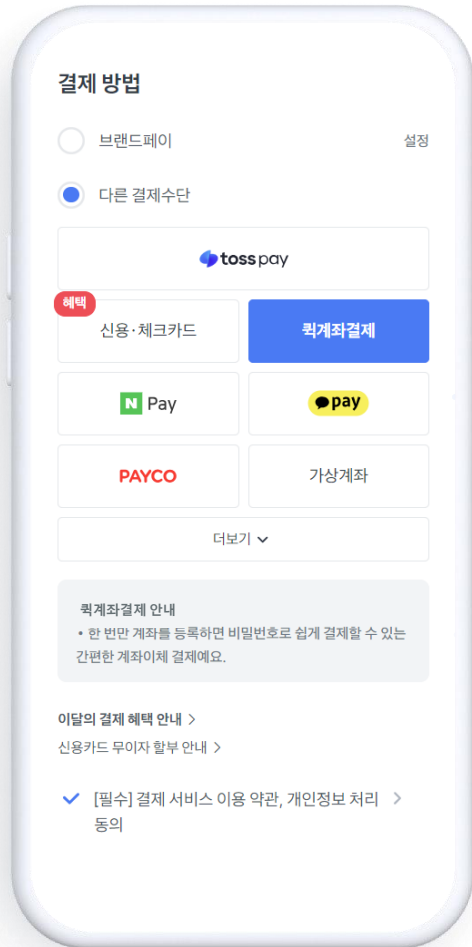 결제 방법
브랜드페이
설정
다른 결제수단
toss pay
혜택
신용·체크카드
퀵계좌결제
N Pay
pay
PAYCO
가상계좌
더보기
퀵계좌결제 안내
• 한 번만 계좌를 등록하면 비밀번호로 쉽게 결제할 수 있는
간편한 계좌이체 결제예요.
이달의 결제 혜택 안내 >
신용카드 무이자 할부 안내 >
[필수] 결제 서비스 이용 약관, 개인정보 처리 >
동의